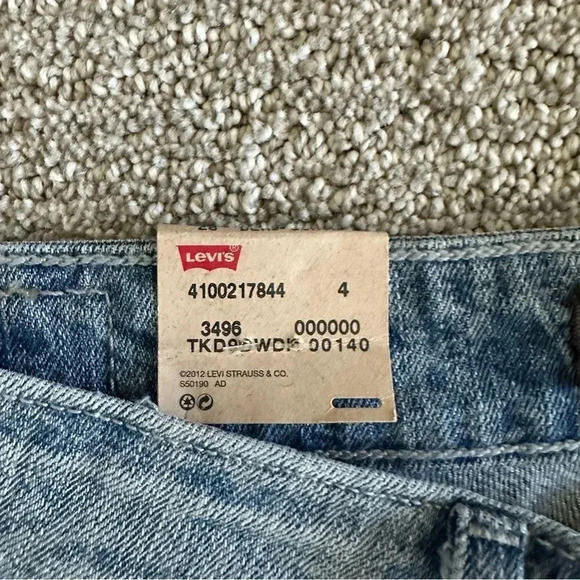 LEVI'S®
4100217844 4
3496 000000
00140
©2012 LEVI STRAUSS & CO.
S50190 AD